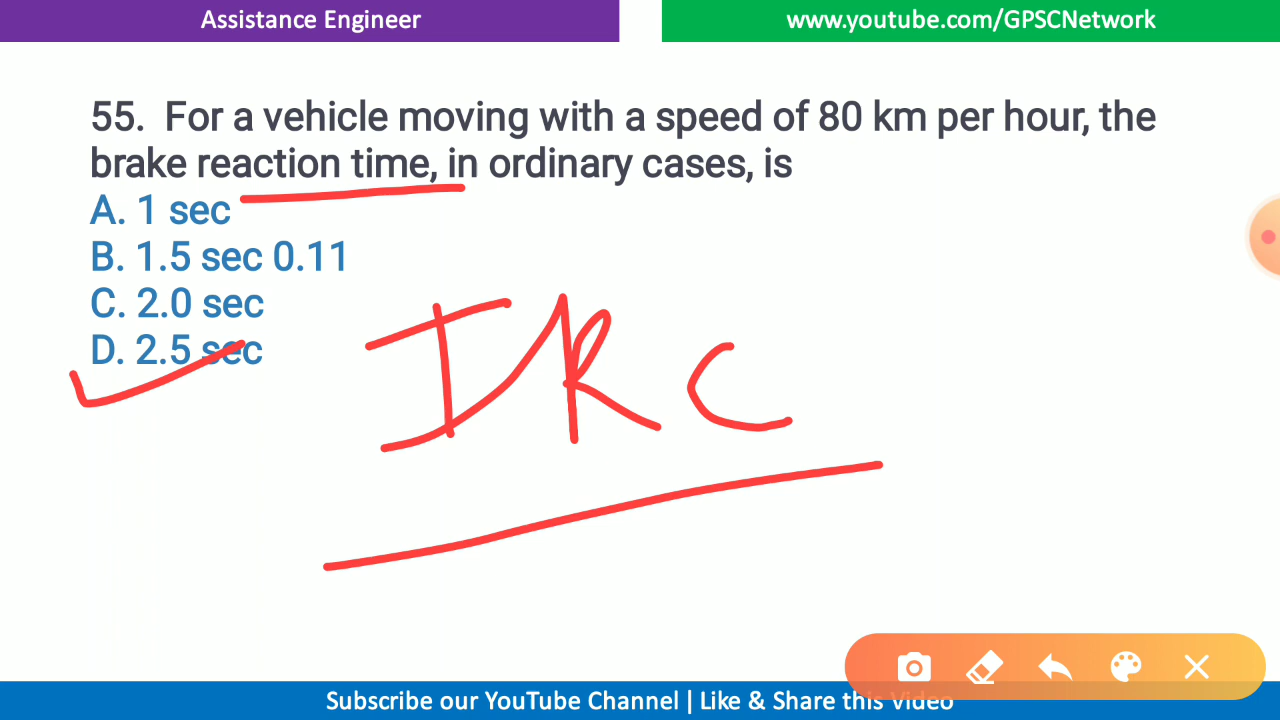 Assistance Engineer
www.youtube.com/GPSCNetwork
55. For a vehicle moving with a speed of 80 km per hour, the
brake reaction time, in ordinary cases, is
A. 1 sec
B. 1.5 sec 0.11
C. 2.0 sec
D. 2.5 sec
IRC
Subscribe our YouTube Channel | Like & Share this Video